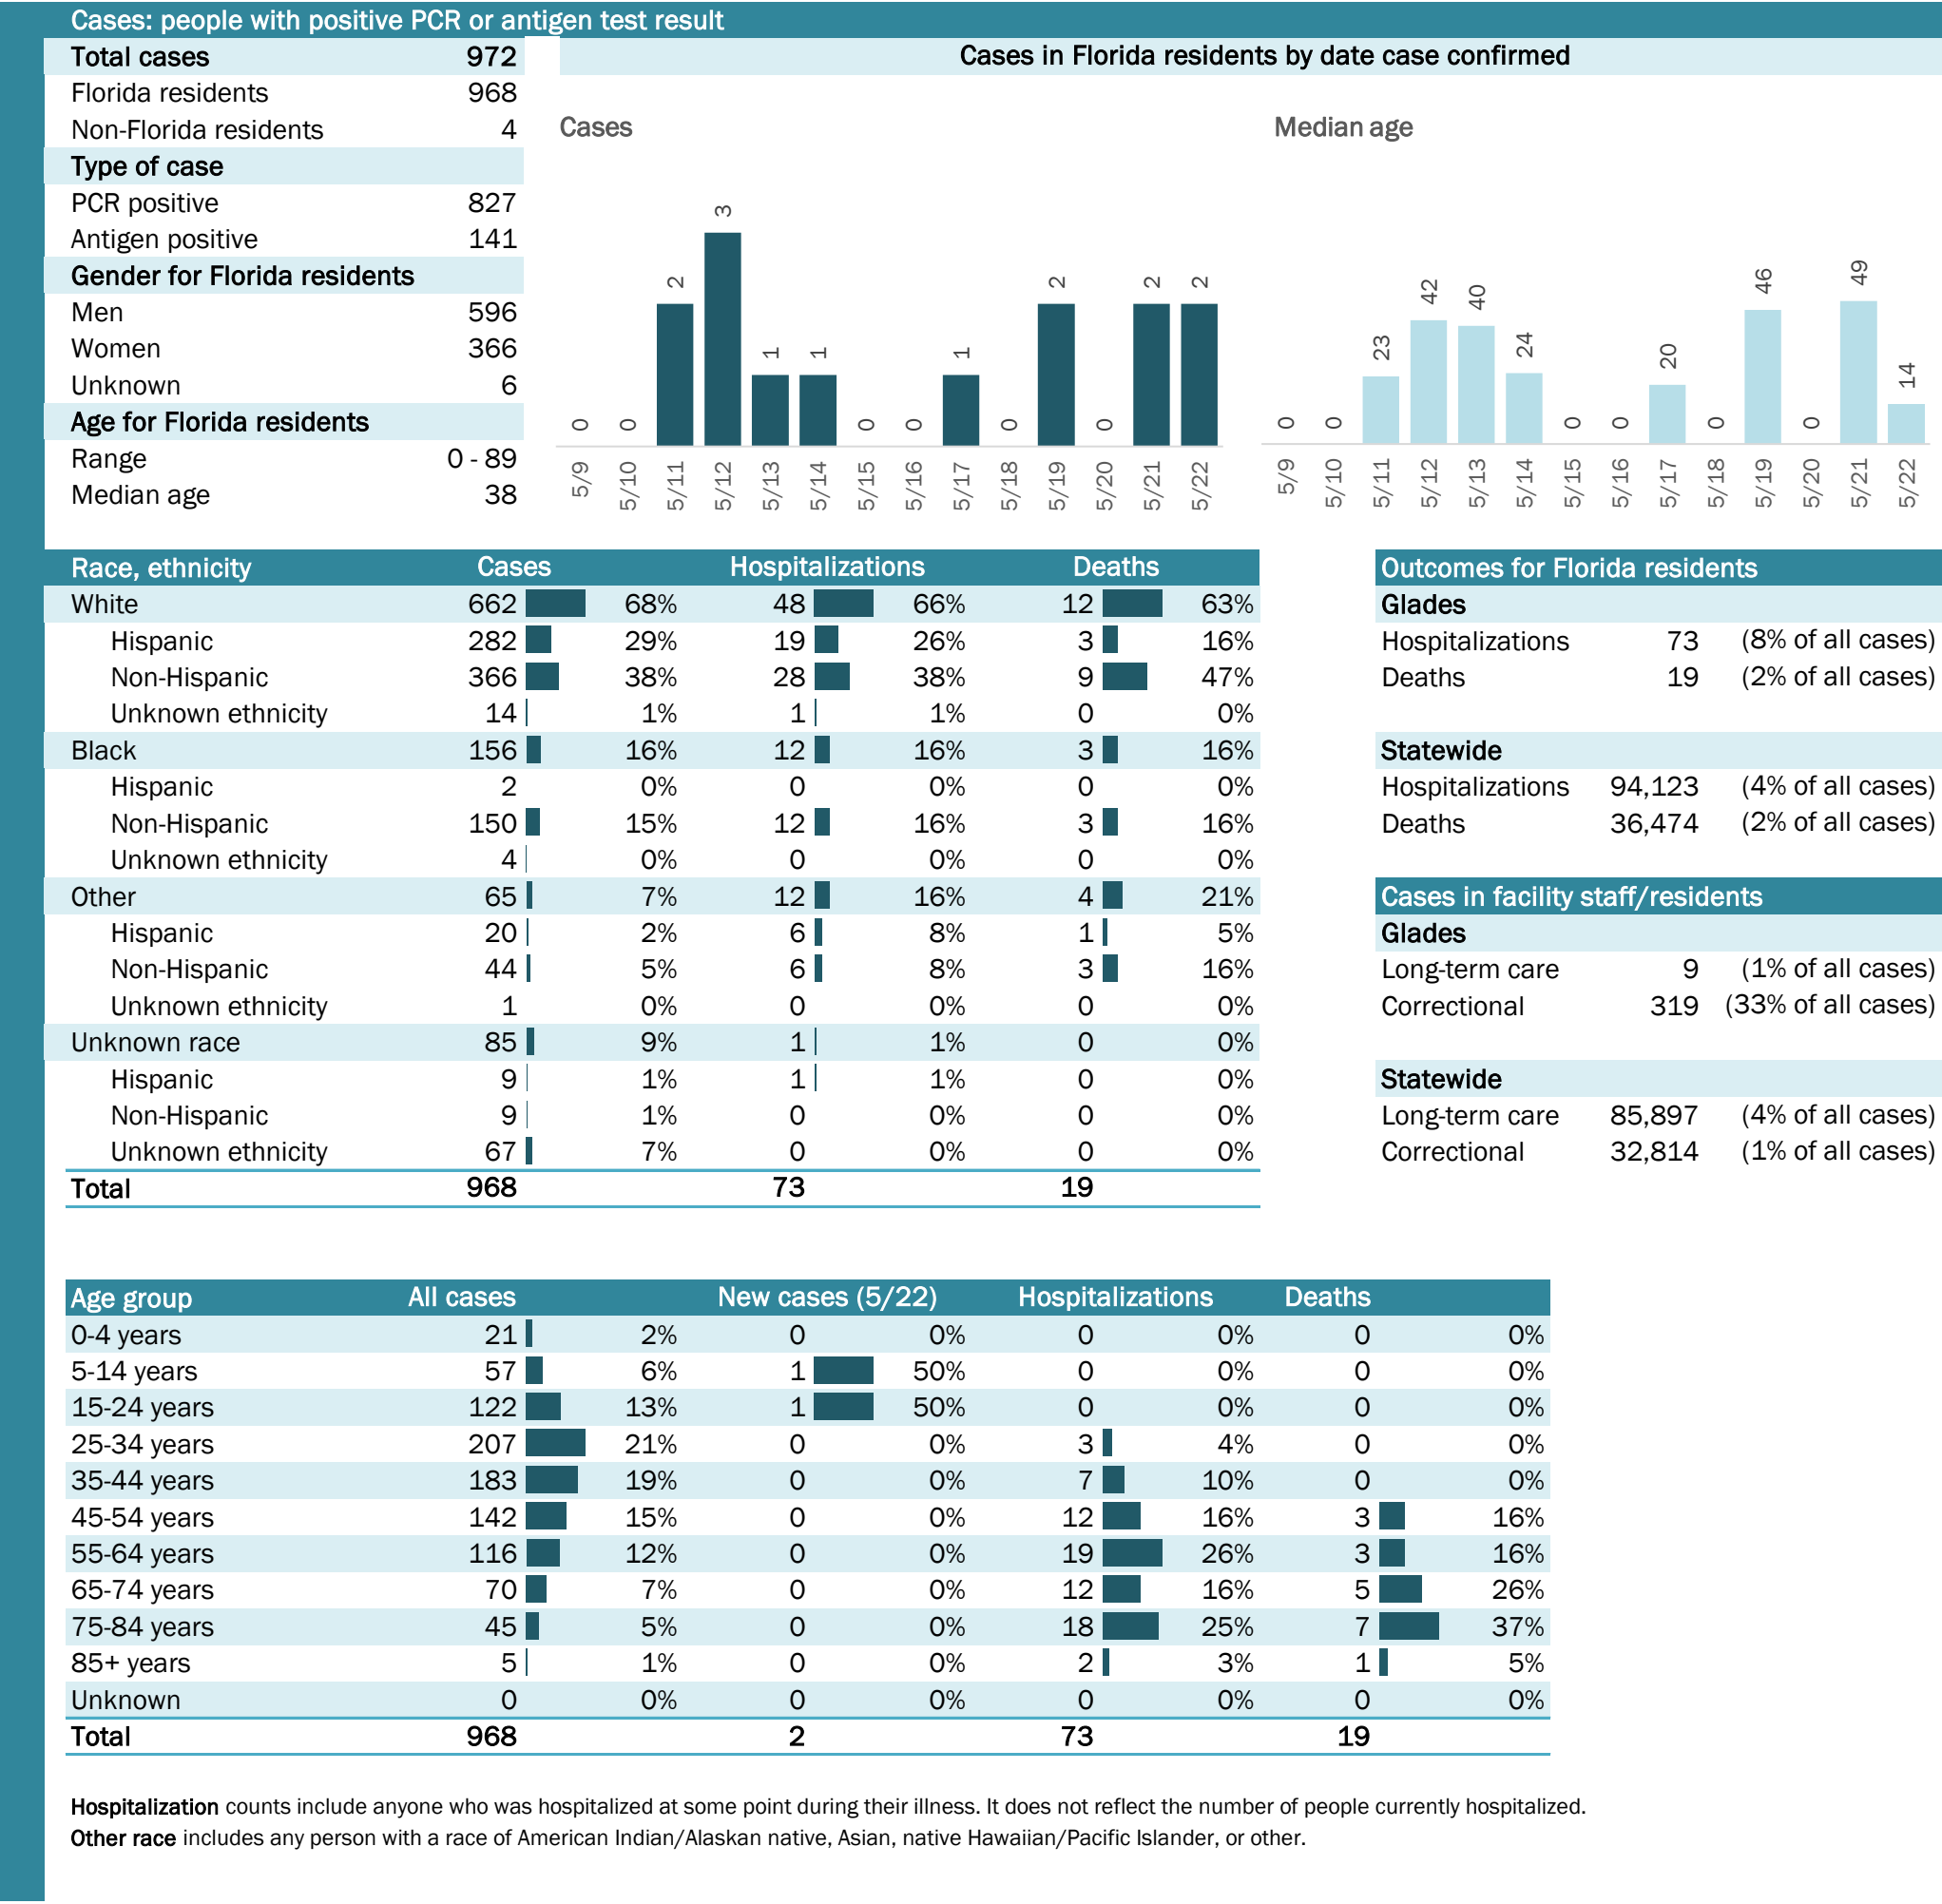 Cases: people with positive PCR or antigen test result
Total cases 972
Florida residents 968
Non-Florida residents 4
Type of case
PCR positive 827
Antigen positive 141
Gender for Florida residents
Men 596
Women 366
Unknown 6
Age for Florida residents
Range 0 - 89
Median age 38
Cases in Florida residents by date case confirmed
Cases
0 0 2 3 1 1 0 0 1 0 2 0 2 2
5/9 5/10 5/11 5/12 5/13 5/14 5/15 5/16 5/17 5/18 5/19 5/20 5/21 5/22
Median age
0 0 23 42 40 24 0 0 20 0 46 0 49 14
5/9 5/10 5/11 5/12 5/13 5/14 5/15 5/16 5/17 5/18 5/19 5/20 5/21 5/22
Race, ethnicity Cases Hospitalizations Deaths
White 662 68% 48 66% 12 63%
Hispanic 282 29% 19 26% 3 16%
Non-Hispanic 366 38% 28 38% 9 47%
Unknown ethnicity 14 1% 1 1% 0 0%
Black 156 16% 12 16% 3 16%
Hispanic 2 0% 0 0% 0 0%
Non-Hispanic 150 15% 12 16% 3 16%
Unknown ethnicity 4 0% 0 0% 0 0%
Other 65 7% 12 16% 4 21%
Hispanic 20 2% 6 8% 1 5%
Non-Hispanic 44 5% 6 8% 3 16%
Unknown ethnicity 1 0% 0 0% 0 0%
Unknown race 85 9% 1 1% 0 0%
Hispanic 9 1% 1 1% 0 0%
Non-Hispanic 9 1% 0 0% 0 0%
Unknown ethnicity 67 7% 0 0% 0 0%
Total 968 73 19
Outcomes for Florida residents
Glades
Hospitalizations 73 (8% of all cases)
Deaths 19 (2% of all cases)
Statewide
Hospitalizations 94,123 (4% of all cases)
Deaths 36,474 (2% of all cases)
Cases in facility staff/residents
Glades
Long-term care 9 (1% of all cases)
Correctional 319 (33% of all cases)
Statewide
Long-term care 85,897 (4% of all cases)
Correctional 32,814 (1% of all cases)
Age group All cases New cases (5/22) Hospitalizations Deaths
0-4 years 21 2% 0 0% 0 0% 0 0%
5-14 years 57 6% 1 50% 0 0% 0 0%
15-24 years 122 13% 1 50% 0 0% 0 0%
25-34 years 207 21% 0 0% 3 4% 0 0%
35-44 years 183 19% 0 0% 7 10% 0 0%
45-54 years 142 15% 0 0% 12 16% 3 16%
55-64 years 116 12% 0 0% 19 26% 3 16%
65-74 years 70 7% 0 0% 12 16% 5 26%
75-84 years 45 5% 0 0% 18 25% 7 37%
85+ years 5 1% 0 0% 2 3% 1 5%
Unknown 0 0% 0 0% 0 0% 0 0%
Total 968 2 73 19
Hospitalization counts include anyone who was hospitalized at some point during their illness. It does not reflect the number of people currently hospitalized.
Other race includes any person with a race of American Indian/Alaskan native, Asian, native Hawaiian/Pacific Islander, or other.